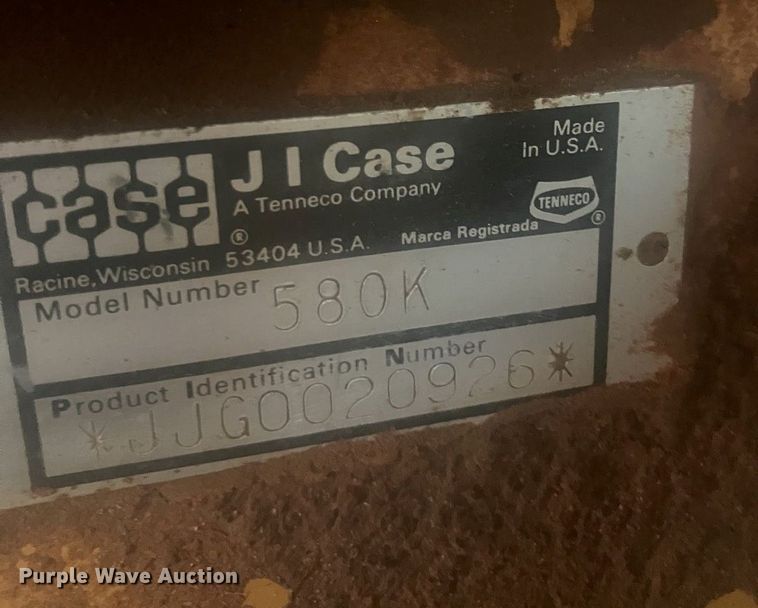 case
J I Case
A Tenneco Company
Made
In U.S.A.
TENNECO
®
®
Racine, Wisconsin 53404 U.S.A. Marca Registrada
Model Number 580K
Product Identification Number
*JJG0020926*
Purple Wave Auction